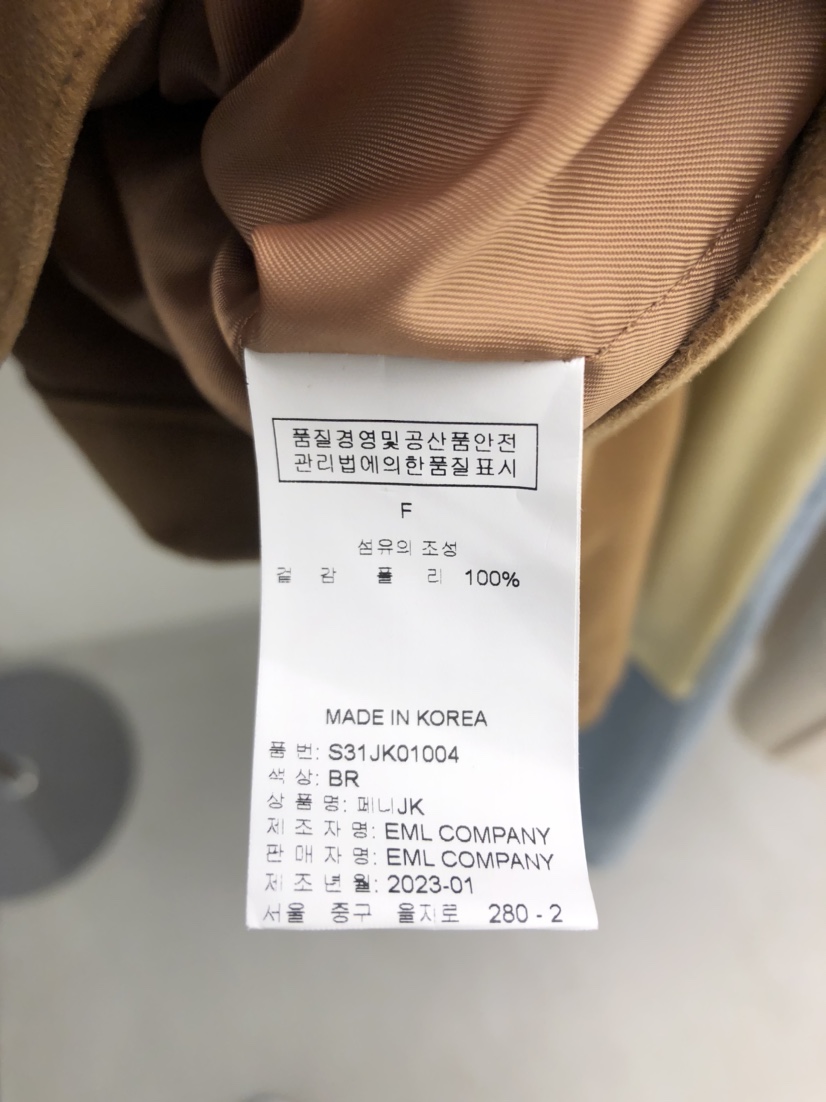 품질경영및공산품안전
관리법에의한품질표시
F
섬유의 조성
겉 감 폴 리 100%
MADE IN KOREA
품 번: S31JK01004
색 상: BR
상 품 명: 페니JK
제 조 자 명: EML COMPANY
판 매 자 명: EML COMPANY
제 조 년 월: 2023-01
서울 중구 을지로 280 - 2